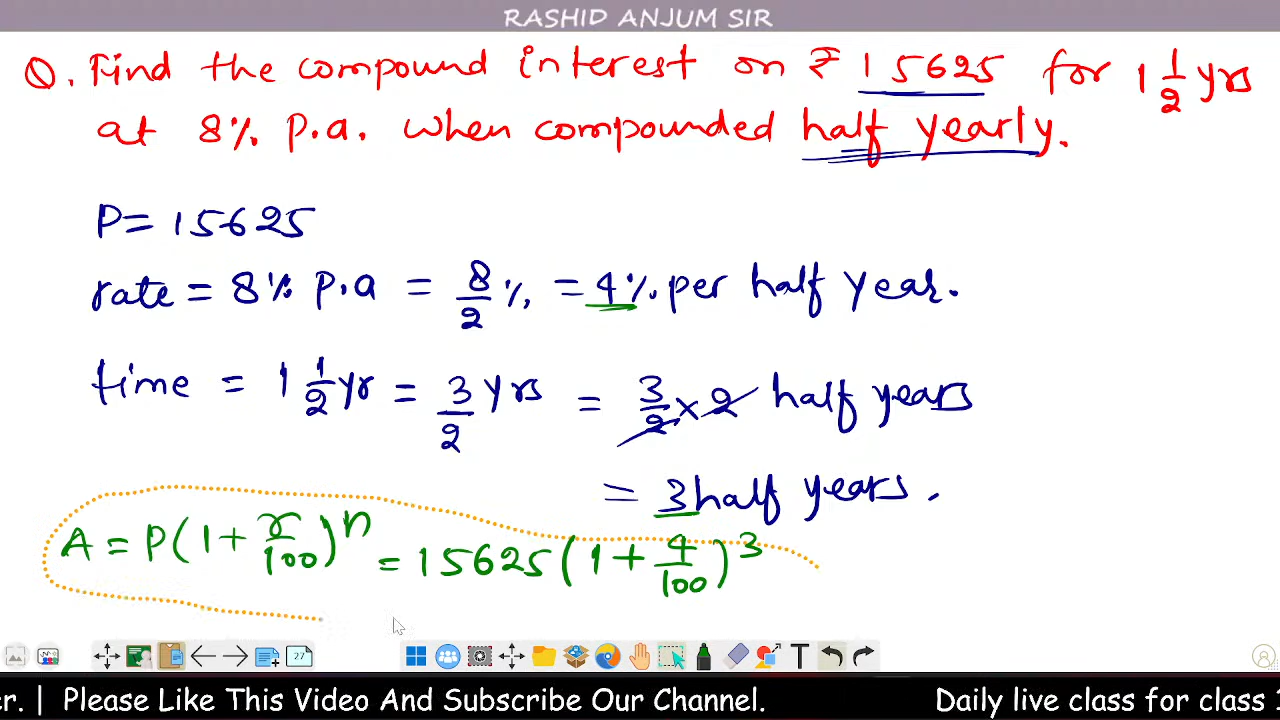 RASHID ANJUM SIR
Q. Find the compound interest on ₹ 15625 for 1 1/2 yrs
at 8% p.a. when compounded half yearly.
P= 15625
rate = 8% p.a = 8/2 % = 4% per half year.
time = 1 1/2 yr = 3/2 yrs = 3/2 × 2 half years
= 3 half years.
A = P(1 + r/100)^n = 15625(1 + 4/100)^3
27
er. | Please Like This Video And Subscribe Our Channel. Daily live class for class